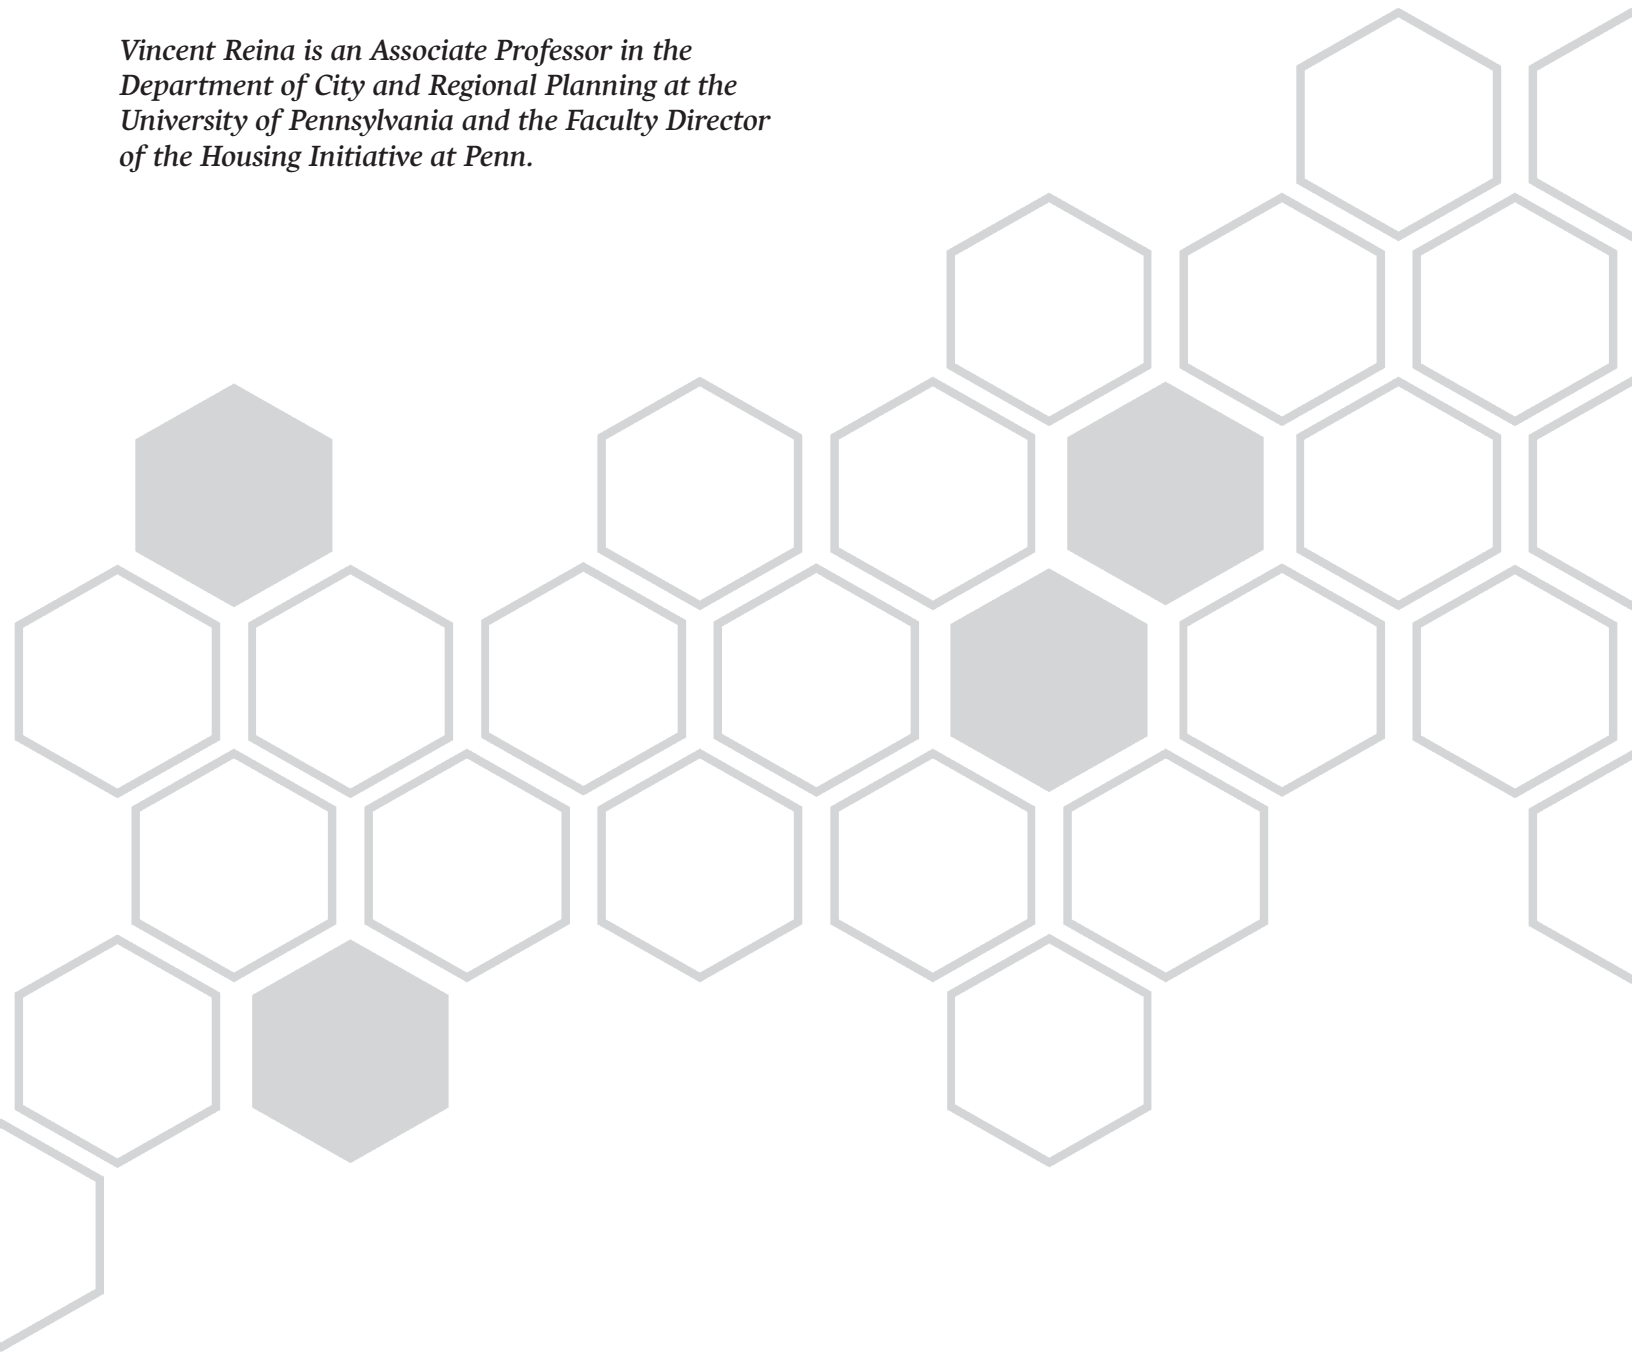 Vincent Reina is an Associate Professor in the
Department of City and Regional Planning at the
University of Pennsylvania and the Faculty Director
of the Housing Initiative at Penn.